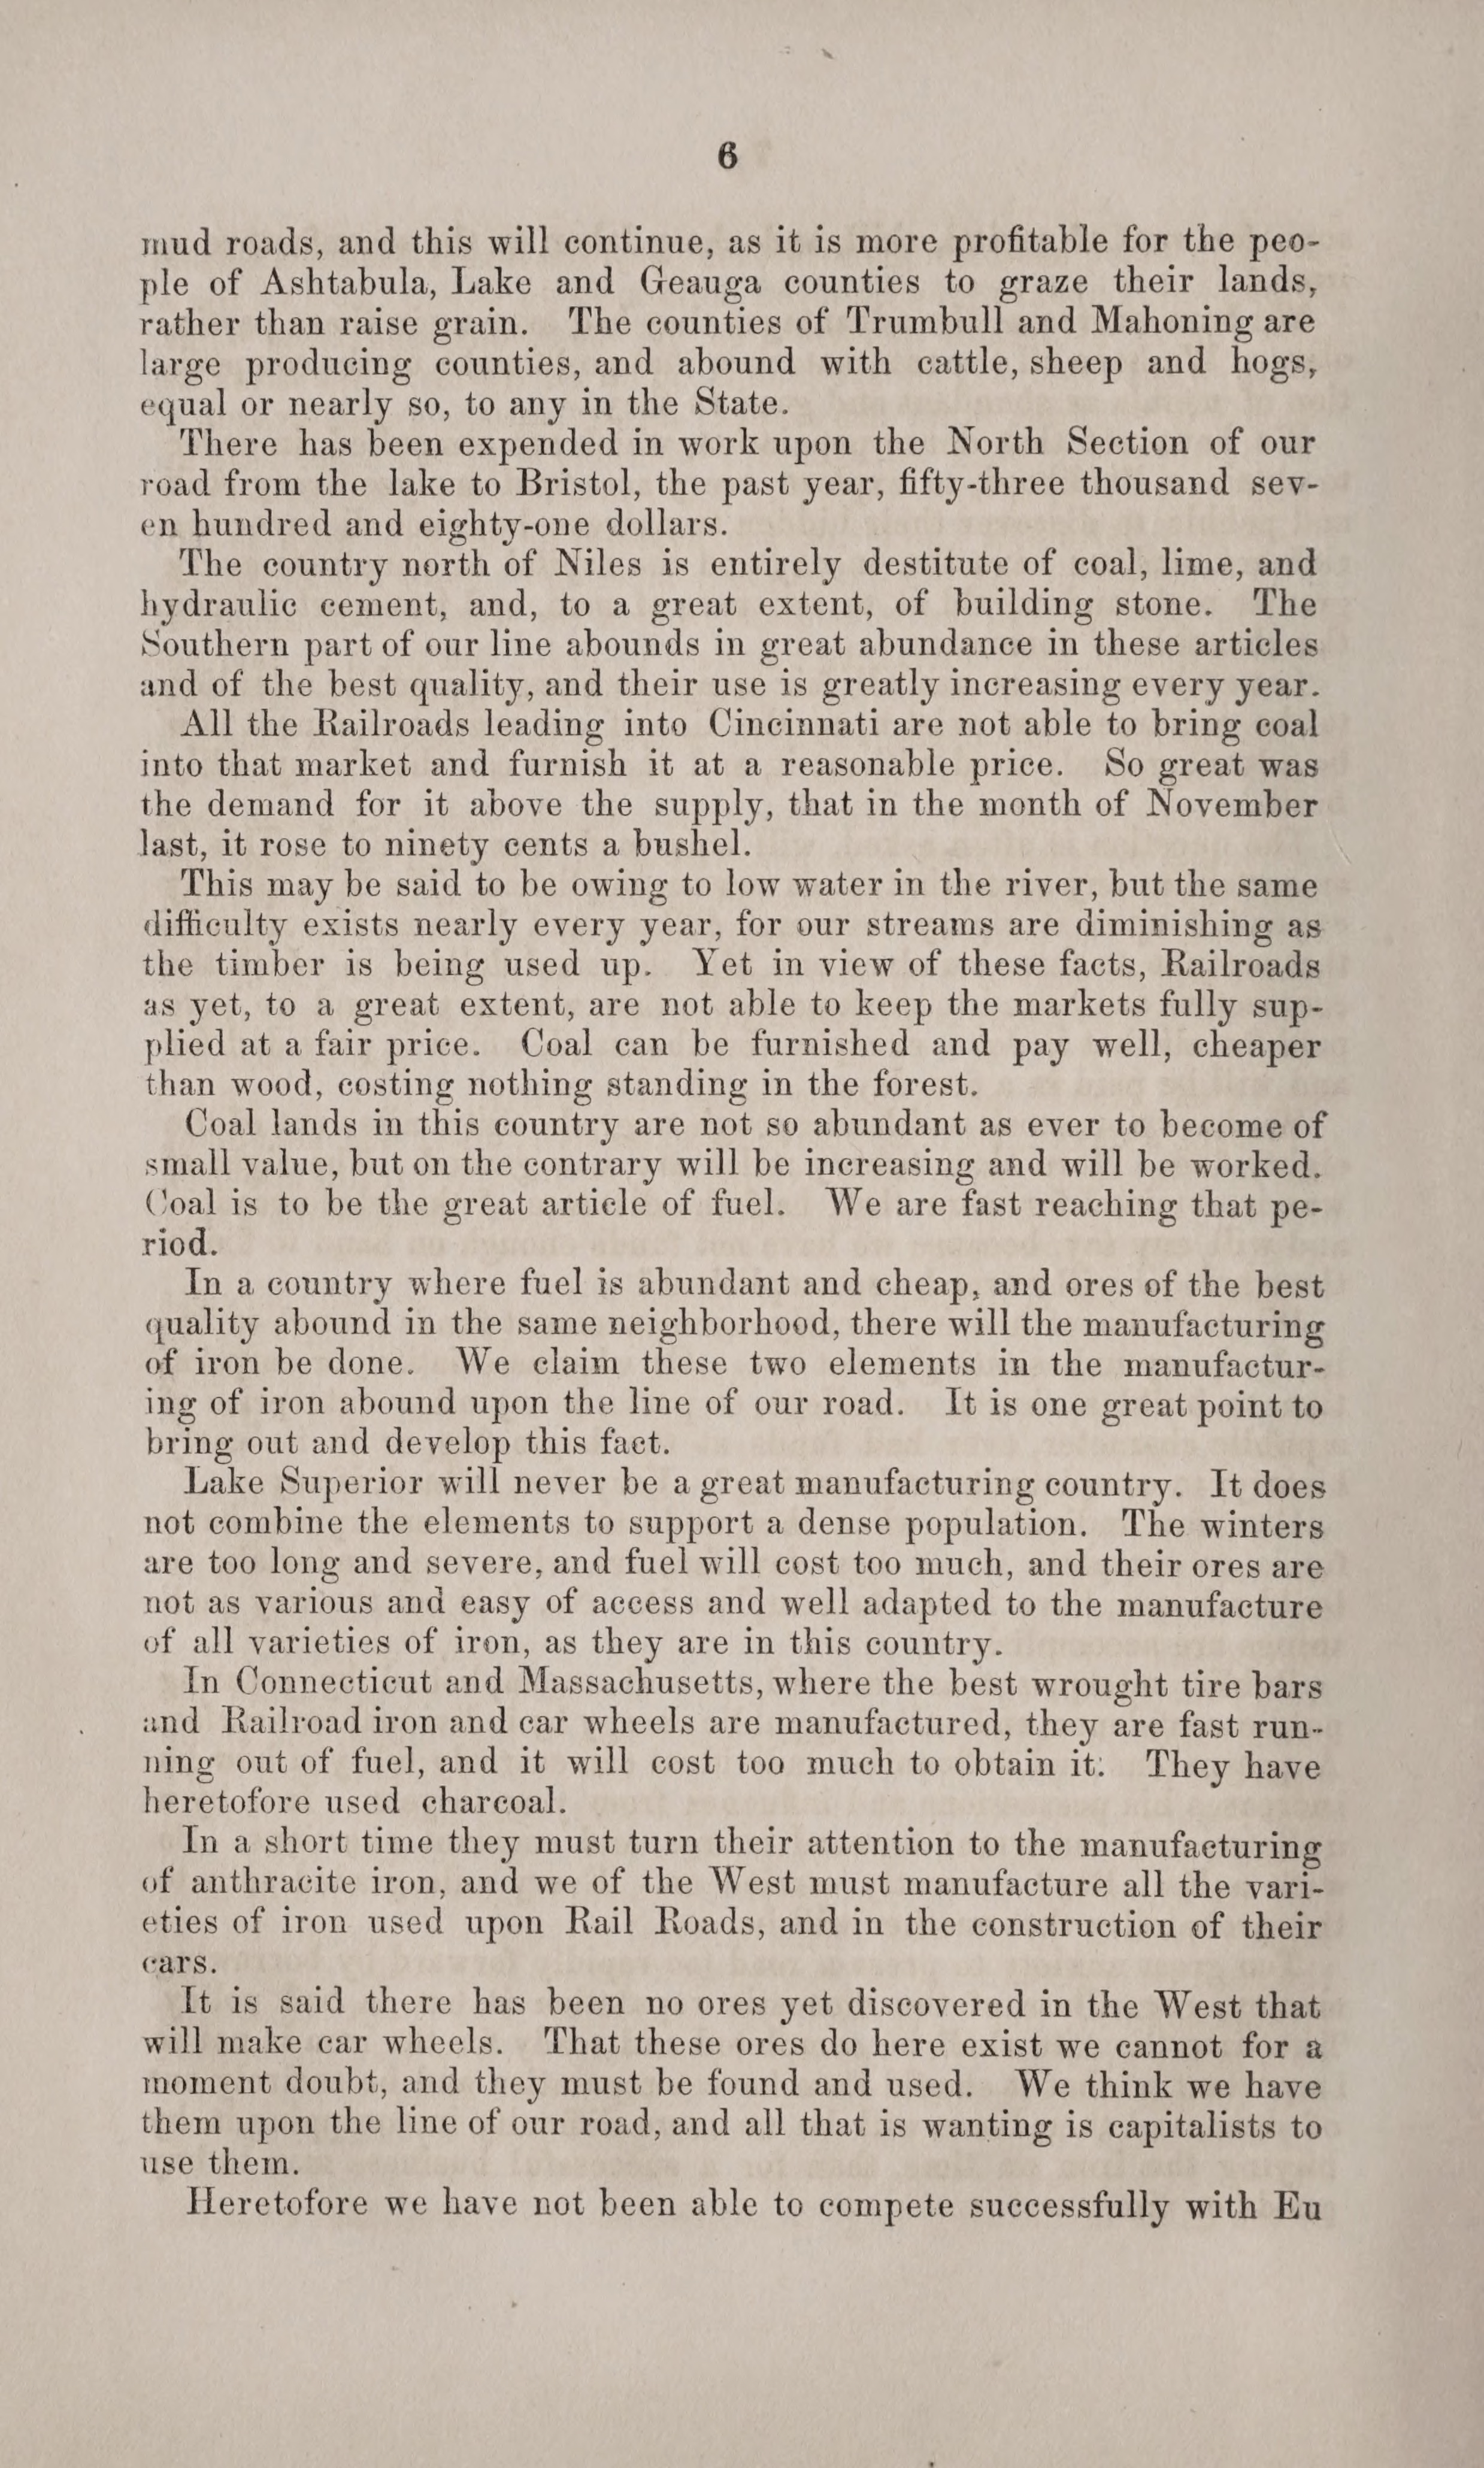 6
mud roads, and this will continue, as it is more profitable for the peo-
ple of Ashtabula, Lake and Geauga counties to graze their lands,
rather than raise grain. The counties of Trumbull and Mahoning are
large producing counties, and abound with cattle, sheep and hogs,
equal or nearly so, to any in the State.
There has been expended in work upon the North Section of our
road from the lake to Bristol, the past year, fifty-three thousand sev-
en hundred and eighty-one dollars.
The country north of Niles is entirely destitute of coal, lime, and
hydraulic cement, and, to a great extent, of building stone. The
Southern part of our line abounds in great abundance in these articles
and of the best quality, and their use is greatly increasing every year.
All the Railroads leading into Cincinnati are not able to bring coal
into that market and furnish it at a reasonable price. So great was
the demand for it above the supply, that in the month of November
last, it rose to ninety cents a bushel.
This may be said to be owing to low water in the river, but the same
difficulty exists nearly every year, for our streams are diminishing as
the timber is being used up. Yet in view of these facts, Railroads
as yet, to a great extent, are not able to keep the markets fully sup-
plied at a fair price. Coal can be furnished and pay well, cheaper
than wood, costing nothing standing in the forest.
Coal lands in this country are not so abundant as ever to become of
small value, but on the contrary will be increasing and will be worked.
Coal is to be the great article of fuel. We are fast reaching that pe-
riod.
In a country where fuel is abundant and cheap, and ores of the best
quality abound in the same neighborhood, there will the manufacturing
of iron be done. We claim these two elements in the manufactur-
ing of iron abound upon the line of our road. It is one great point to
bring out and develop this fact.
Lake Superior will never be a great manufacturing country. It does
not combine the elements to support a dense population. The winters
are too long and severe, and fuel will cost too much, and their ores are
not as various and easy of access and well adapted to the manufacture
of all varieties of iron, as they are in this country.
In Connecticut and Massachusetts, where the best wrought tire bars
and Railroad iron and car wheels are manufactured, they are fast run-
ning out of fuel, and it will cost too much to obtain it: They have
heretofore used charcoal.
In a short time they must turn their attention to the manufacturing
of anthracite iron, and we of the West must manufacture all the vari-
eties of iron used upon Rail Roads, and in the construction of their
cars.
It is said there has been no ores yet discovered in the West that
will make car wheels. That these ores do here exist we cannot for a
moment doubt, and they must be found and used. We think we have
them upon the line of our road, and all that is wanting is capitalists to
use them.
Heretofore we have not been able to compete successfully with Eu